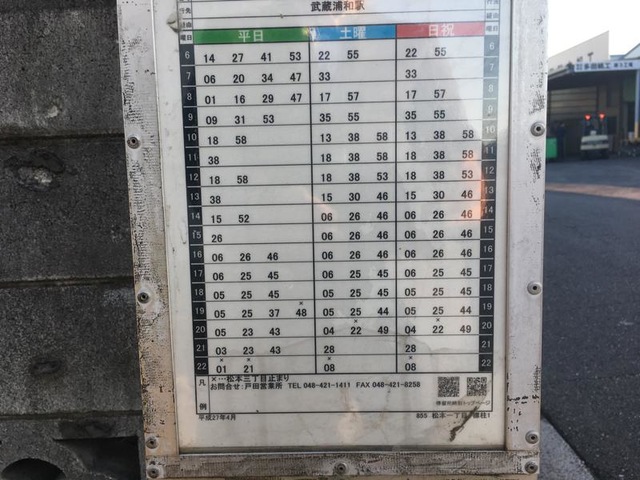 武蔵浦和駅
行先
経由
曜日 平日 土曜 日祝 曜日
6 14 27 41 53 22 55 22 55 6
7 06 20 34 47 33 33 7
8 01 16 29 47 17 57 17 57 8
9 09 31 53 35 55 35 55 9
10 18 58 13 38 58 13 38 58 10
11 38 18 38 58 18 38 58 11
12 18 58 18 38 53 18 38 53 12
13 38 15 30 46 15 30 46 13
14 15 52 06 26 46 06 26 46 14
15 26 06 26 46 06 26 46 15
16 06 26 46 06 26 46 06 26 46 16
17 06 25 45 06 25 45 06 25 45 17
18 05 25 45 05 25 45 05 25 45 18
19 05 25 37 ×48 05 25 44 05 25 44 19
20 05 23 43 04 ×22 49 04 ×22 49 20
21 03 23 43 28 28 21
22 ×01 ×21 ×08 ×08 22
凡例 ×…松本三丁目止まり
お問合せ:戸田営業所 TEL 048-421-1411 FAX 048-421-8258
平成27年4月 855 松本一丁目